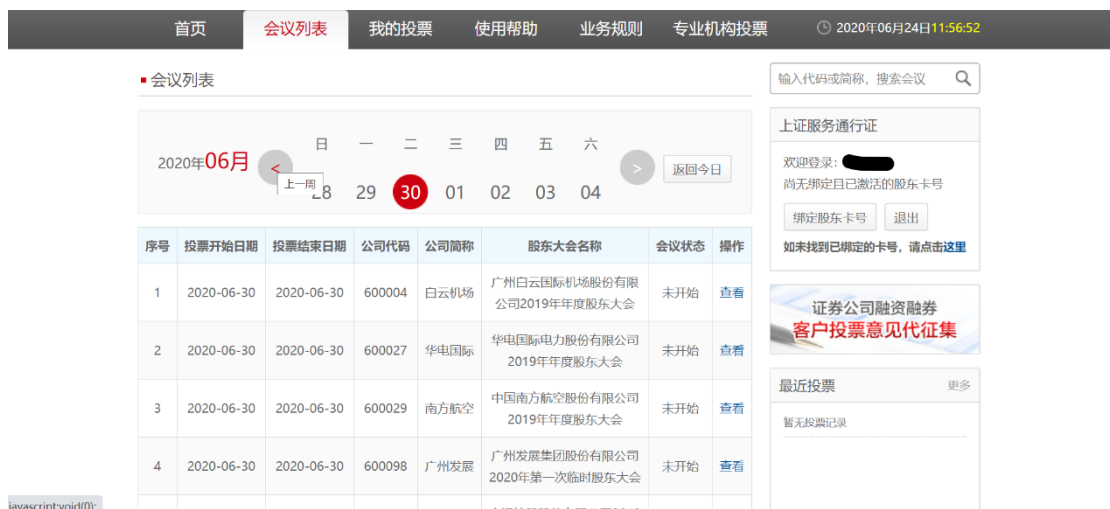 首页 会议列表 我的投票 使用帮助 业务规则 专业机构投票 2020年06月24日11:56:52
会议列表
2020年06月 < 日 一 二 三 四 五 六 > 返回今日
上一周
28 29 30 01 02 03 04
序号 投票开始日期 投票结束日期 公司代码 公司简称 股东大会名称 会议状态 操作
1 2020-06-30 2020-06-30 600004 白云机场 广州白云国际机场股份有限
公司2019年年度股东大会 未开始 查看
2 2020-06-30 2020-06-30 600027 华电国际 华电国际电力股份有限公司
2019年年度股东大会 未开始 查看
3 2020-06-30 2020-06-30 600029 南方航空 中国南方航空股份有限公司
2019年年度股东大会 未开始 查看
4 2020-06-30 2020-06-30 600098 广州发展 广州发展集团股份有限公司
2020年第一次临时股东大会 未开始 查看
输入代码或简称，搜索会议
上证服务通行证
欢迎登录：
尚无绑定且已激活的股东卡号
绑定股东卡号 退出
如未找到已绑定的卡号，请点击这里
证券公司融资融券
客户投票意见代征集
最近投票 更多
暂无投票记录
javascript:void(0);